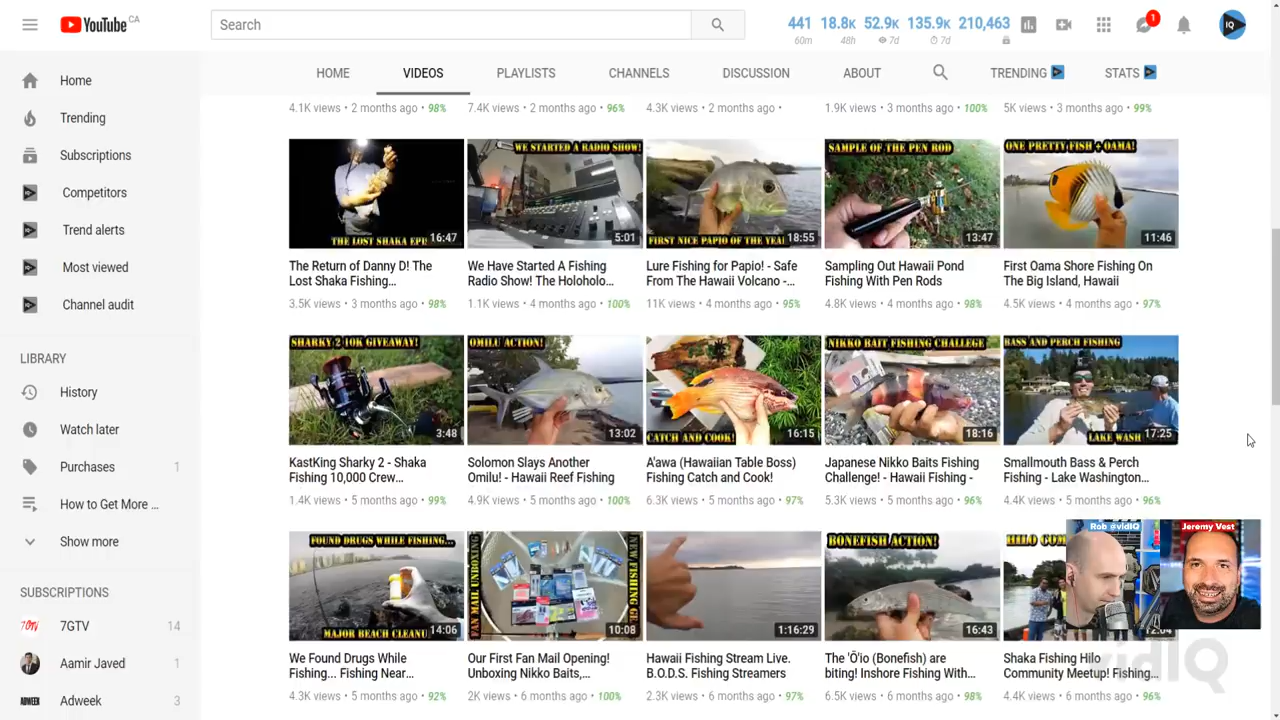 YouTube CA
Search
441 18.8K 52.9K 135.9K 210,463
60m 48h 7d 7d
1
IQ
HOME VIDEOS PLAYLISTS CHANNELS DISCUSSION ABOUT TRENDING STATS
Home
Trending
Subscriptions
Competitors
Trend alerts
Most viewed
Channel audit
LIBRARY
History
Watch later
Purchases 1
How to Get More ...
Show more
SUBSCRIPTIONS
7GTV 14
Aamir Javed 1
ADWEEK Adweek 3
4.1K views • 2 months ago • 98%
7.4K views • 2 months ago • 96%
4.3K views • 2 months ago •
1.9K views • 3 months ago • 100%
5K views • 3 months ago • 99%
THE LOST SHAKA EPI
16:47
The Return of Danny D! The
Lost Shaka Fishing...
3.5K views • 3 months ago • 98%
WE STARTED A RADIO SHOW!
5:01
We Have Started A Fishing
Radio Show! The Holoholo...
1.1K views • 4 months ago • 100%
FIRST NICE PAPIO OF THE YEA
18:55
Lure Fishing for Papio! - Safe
From The Hawaii Volcano -...
11K views • 4 months ago • 95%
SAMPLE OF THE PEN ROD
13:47
Sampling Out Hawaii Pond
Fishing With Pen Rods
4.8K views • 4 months ago • 98%
ONE PRETTY FISH + OAMA!
11:46
First Oama Shore Fishing On
The Big Island, Hawaii
4.5K views • 4 months ago • 97%
SHARKY 2 10K GIVEAWAY!
3:48
KastKing Sharky 2 - Shaka
Fishing 10,000 Crew...
1.4K views • 5 months ago • 99%
OMILU ACTION!
13:02
Solomon Slays Another
Omilu! - Hawaii Reef Fishing
4.9K views • 5 months ago • 100%
CATCH AND COOK!
16:15
A'awa (Hawaiian Table Boss)
Fishing Catch and Cook!
6.3K views • 5 months ago • 97%
NIKKO BAIT FISHING CHALLEGE
18:16
Japanese Nikko Baits Fishing
Challenge! - Hawaii Fishing -
5.3K views • 5 months ago • 96%
BASS AND PERCH FISHING
LAKE WASH
17:25
Smallmouth Bass & Perch
Fishing - Lake Washington...
4.4K views • 5 months ago • 96%
FOUND DRUGS WHILE FISHING...
MAJOR BEACH CLEANU
14:06
We Found Drugs While
Fishing... Fishing Near...
4.3K views • 5 months ago • 92%
FAN MAIL UNBOXING
NEW FISHING GE
10:08
Our First Fan Mail Opening!
Unboxing Nikko Baits,...
2K views • 6 months ago • 100%
1:16:29
Hawaii Fishing Stream Live.
B.O.D.S. Fishing Streamers
2.3K views • 6 months ago • 97%
BONEFISH ACTION!
16:43
The 'Ō'io (Bonefish) are
biting! Inshore Fishing With...
6.5K views • 6 months ago • 98%
HILO COM
12:04
Shaka Fishing Hilo
Community Meetup! Fishing...
4.4K views • 6 months ago • 96%
Rob @vidIQ
Jeremy Vest
vidIQ